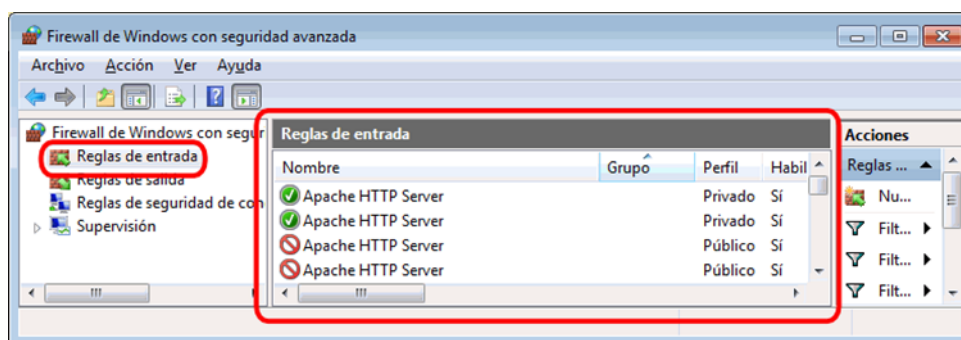 Firewall de Windows con seguridad avanzada
Archivo Acción Ver Ayuda
Firewall de Windows con segur
Reglas de entrada
Reglas de salida
Reglas de seguridad de con
Supervisión
Reglas de entrada
Nombre Grupo Perfil Habil
Apache HTTP Server Privado Sí
Apache HTTP Server Privado Sí
Apache HTTP Server Público Sí
Apache HTTP Server Público Sí
Acciones
Reglas ...
Nu...
Filt...
Filt...
Filt...